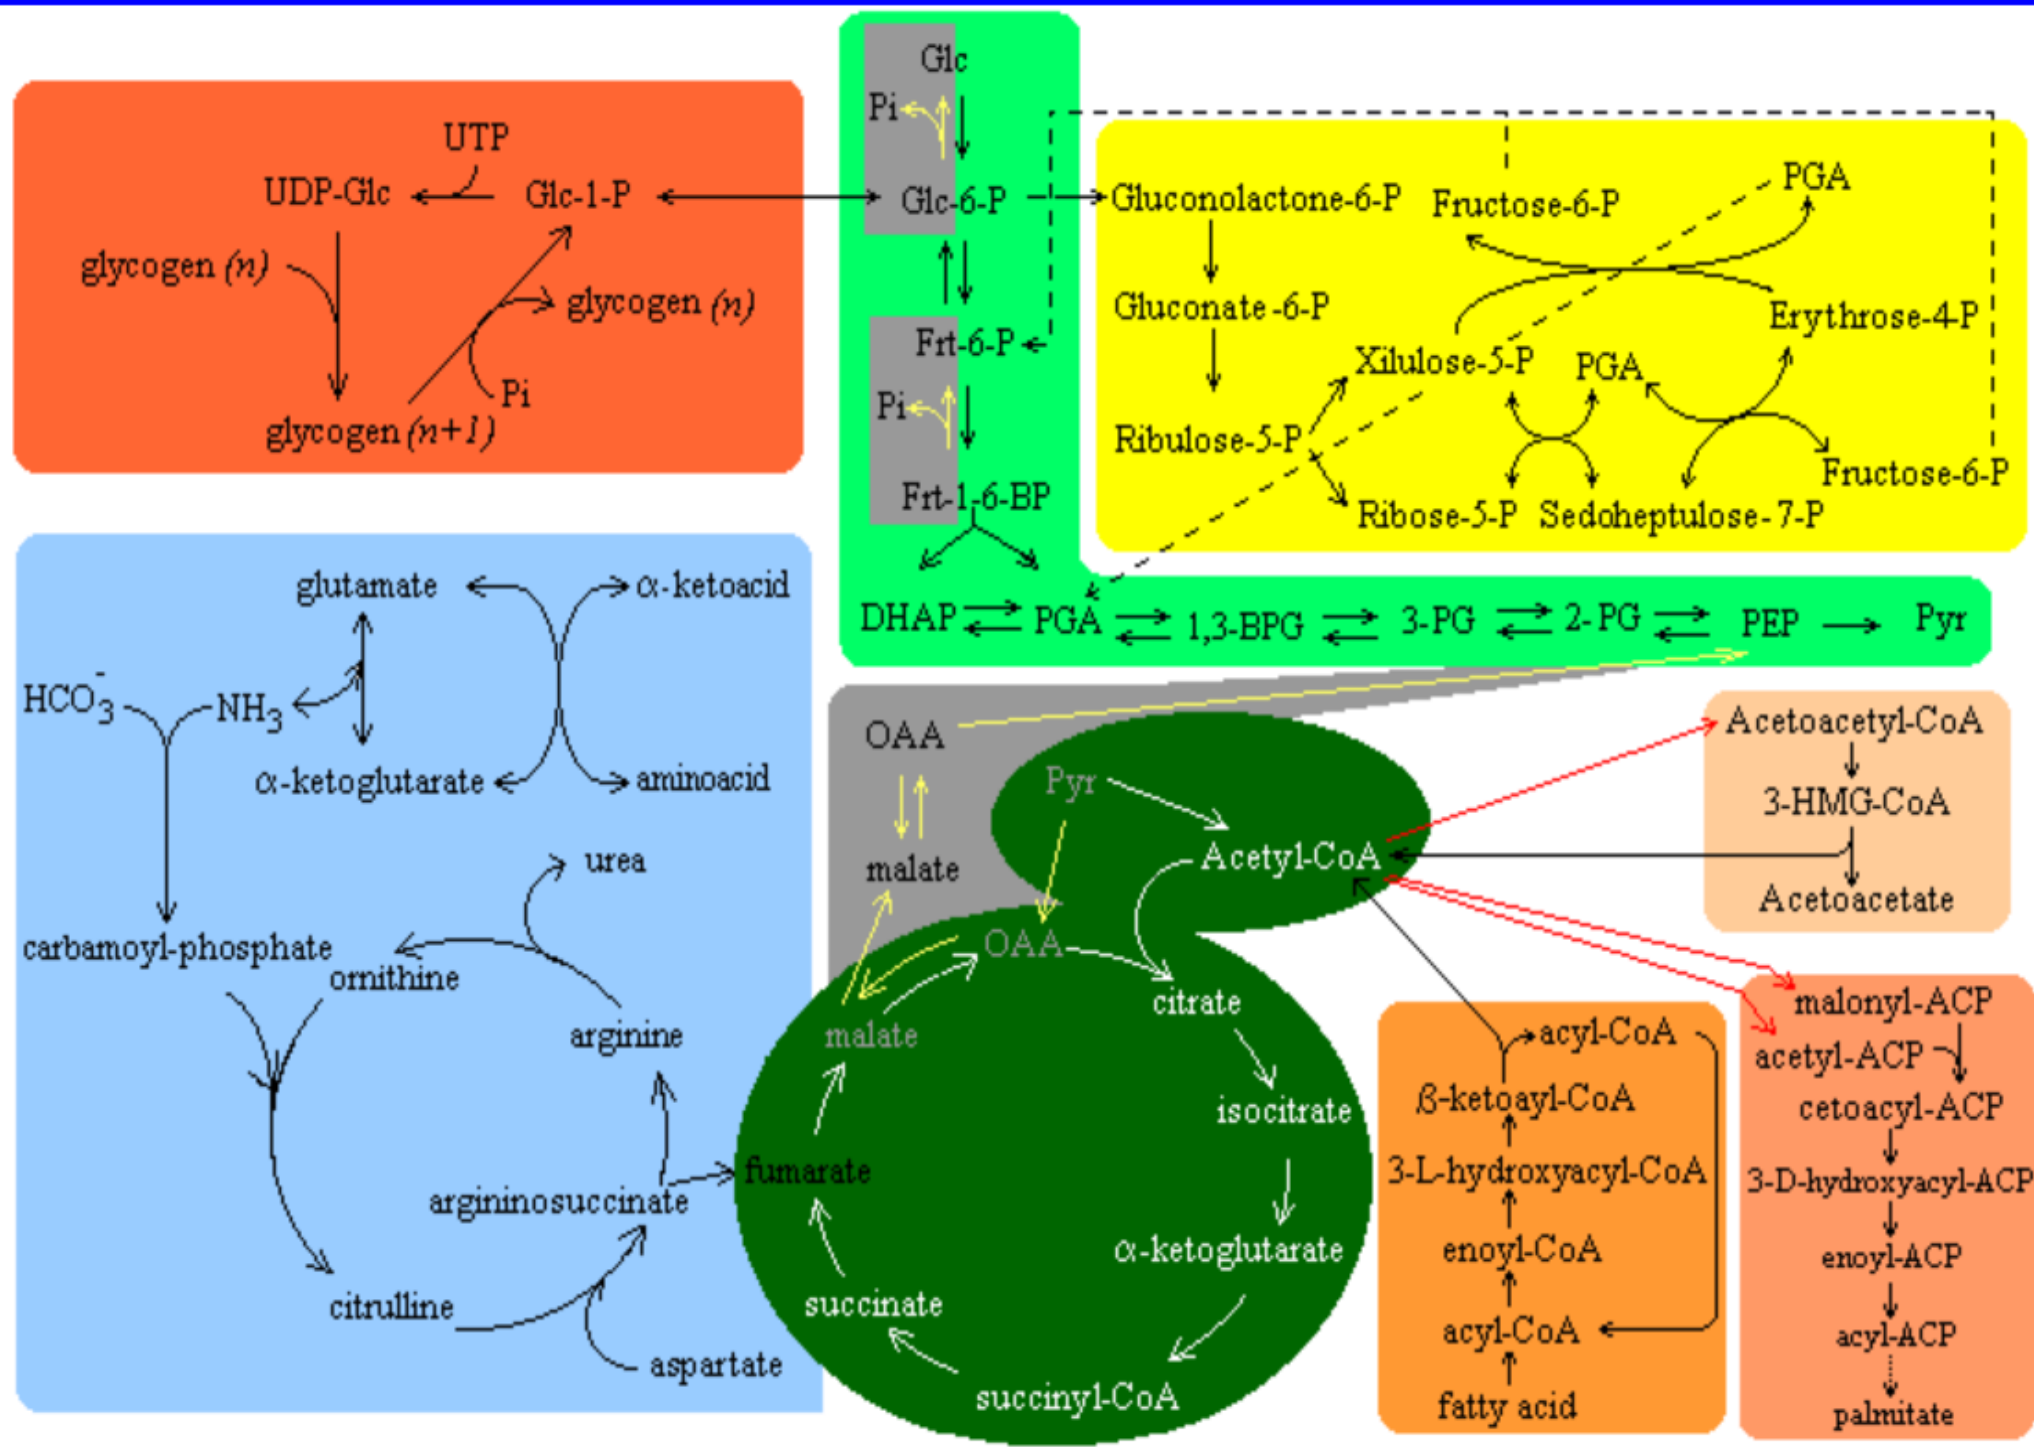 Glc
Pi
Glc-6-P
Frt-6-P
Pi
Frt-1-6-BP
DHAP
PGA
1,3-BPG
3-PG
2-PG
PEP
Pyr
UTP
UDP-Glc
Glc-1-P
glycogen (n)
glycogen (n)
Pi
glycogen (n+1)
Gluconolactone-6-P
Fructose-6-P
PGA
Gluconate-6-P
Erythrose-4-P
Xilulose-5-P
PGA
Ribulose-5-P
Fructose-6-P
Ribose-5-P
Sedoheptulose-7-P
glutamate
α-ketoacid
HCO3-
NH3
α-ketoglutarate
aminoacid
urea
carbamoyl-phosphate
ornithine
arginine
argininosuccinate
citrulline
aspartate
OAA
malate
Pyr
Acetyl-CoA
OAA
citrate
malate
isocitrate
fumarate
α-ketoglutarate
succinate
succinyl-CoA
Acetoacetyl-CoA
3-HMG-CoA
Acetoacetate
acyl-CoA
ß-ketoayl-CoA
3-L-hydroxyacyl-CoA
enoyl-CoA
acyl-CoA
fatty acid
malonyl-ACP
acetyl-ACP
cetoacyl-ACP
3-D-hydroxyacyl-ACP
enoyl-ACP
acyl-ACP
palmitate